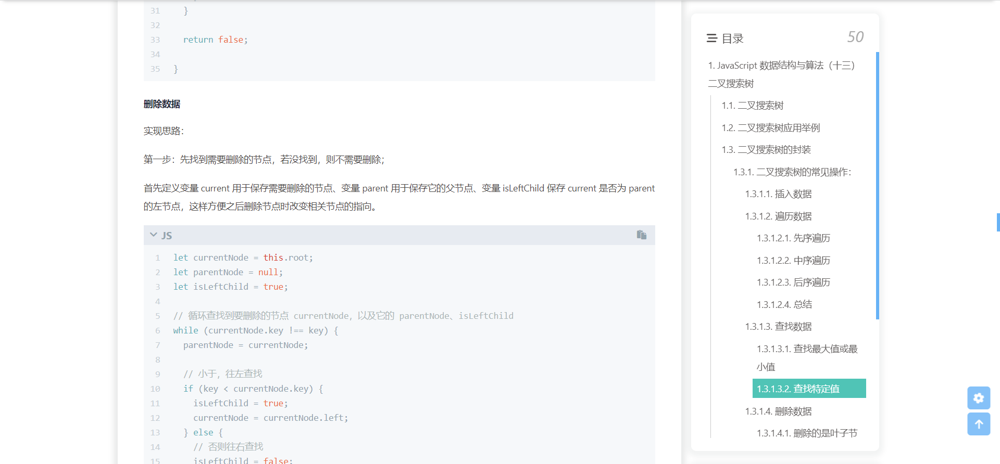 31 }
32
33 return false;
34
35 }
删除数据
实现思路：
第一步：先找到需要删除的节点，若没找到，则不需要删除；
首先定义变量 current 用于保存需要删除的节点、变量 parent 用于保存它的父节点、变量 isLeftChild 保存 current 是否为 parent
的左节点，这样方便之后删除节点时改变相关节点的指向。
JS
1 let currentNode = this.root;
2 let parentNode = null;
3 let isLeftChild = true;
4
5 // 循环查找到要删除的节点 currentNode，以及它的 parentNode、isLeftChild
6 while (currentNode.key !== key) {
7 parentNode = currentNode;
8
9 // 小于，往左查找
10 if (key < currentNode.key) {
11 isLeftChild = true;
12 currentNode = currentNode.left;
13 } else {
14 // 否则往右查找
15 isLeftChild = false;
目录 50
1. JavaScript 数据结构与算法（十三）
二叉搜索树
1.1. 二叉搜索树
1.2. 二叉搜索树应用举例
1.3. 二叉搜索树的封装
1.3.1. 二叉搜索树的常见操作：
1.3.1.1. 插入数据
1.3.1.2. 遍历数据
1.3.1.2.1. 先序遍历
1.3.1.2.2. 中序遍历
1.3.1.2.3. 后序遍历
1.3.1.2.4. 总结
1.3.1.3. 查找数据
1.3.1.3.1. 查找最大值或最
小值
1.3.1.3.2. 查找特定值
1.3.1.4. 删除数据
1.3.1.4.1. 删除的是叶子节